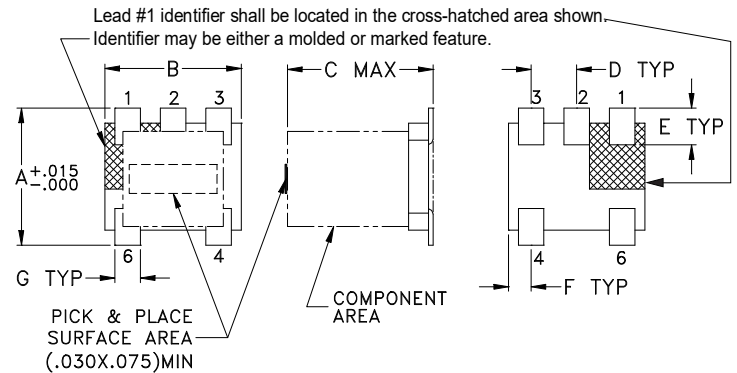 Lead #1 identifier shall be located in the cross-hatched area shown.
Identifier may be either a molded or marked feature.
B
C MAX
D TYP
1 2 3
3 2 1
E TYP
A +.015
-.000
6 4
4 6
G TYP
F TYP
PICK & PLACE
SURFACE AREA
(.030X.075)MIN
COMPONENT
AREA